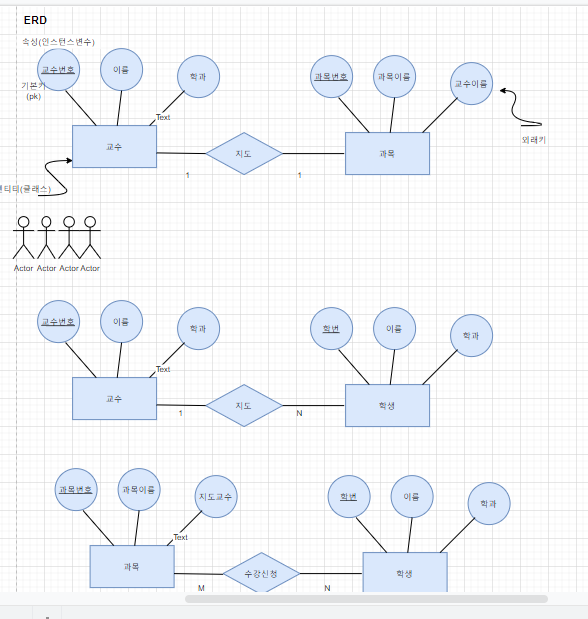 ERD
속성(인스턴스변수)
교수번호
이름
학과
과목번호
과목이름
교수이름
기본키
(pk)
Text
외래키
교수
지도
과목
1
1
엔티티(클래스)
Actor
Actor
Actor
Actor
교수번호
이름
학과
학번
이름
학과
Text
교수
지도
학생
1
N
과목번호
과목이름
지도교수
학번
이름
학과
Text
과목
수강신청
학생
M
N